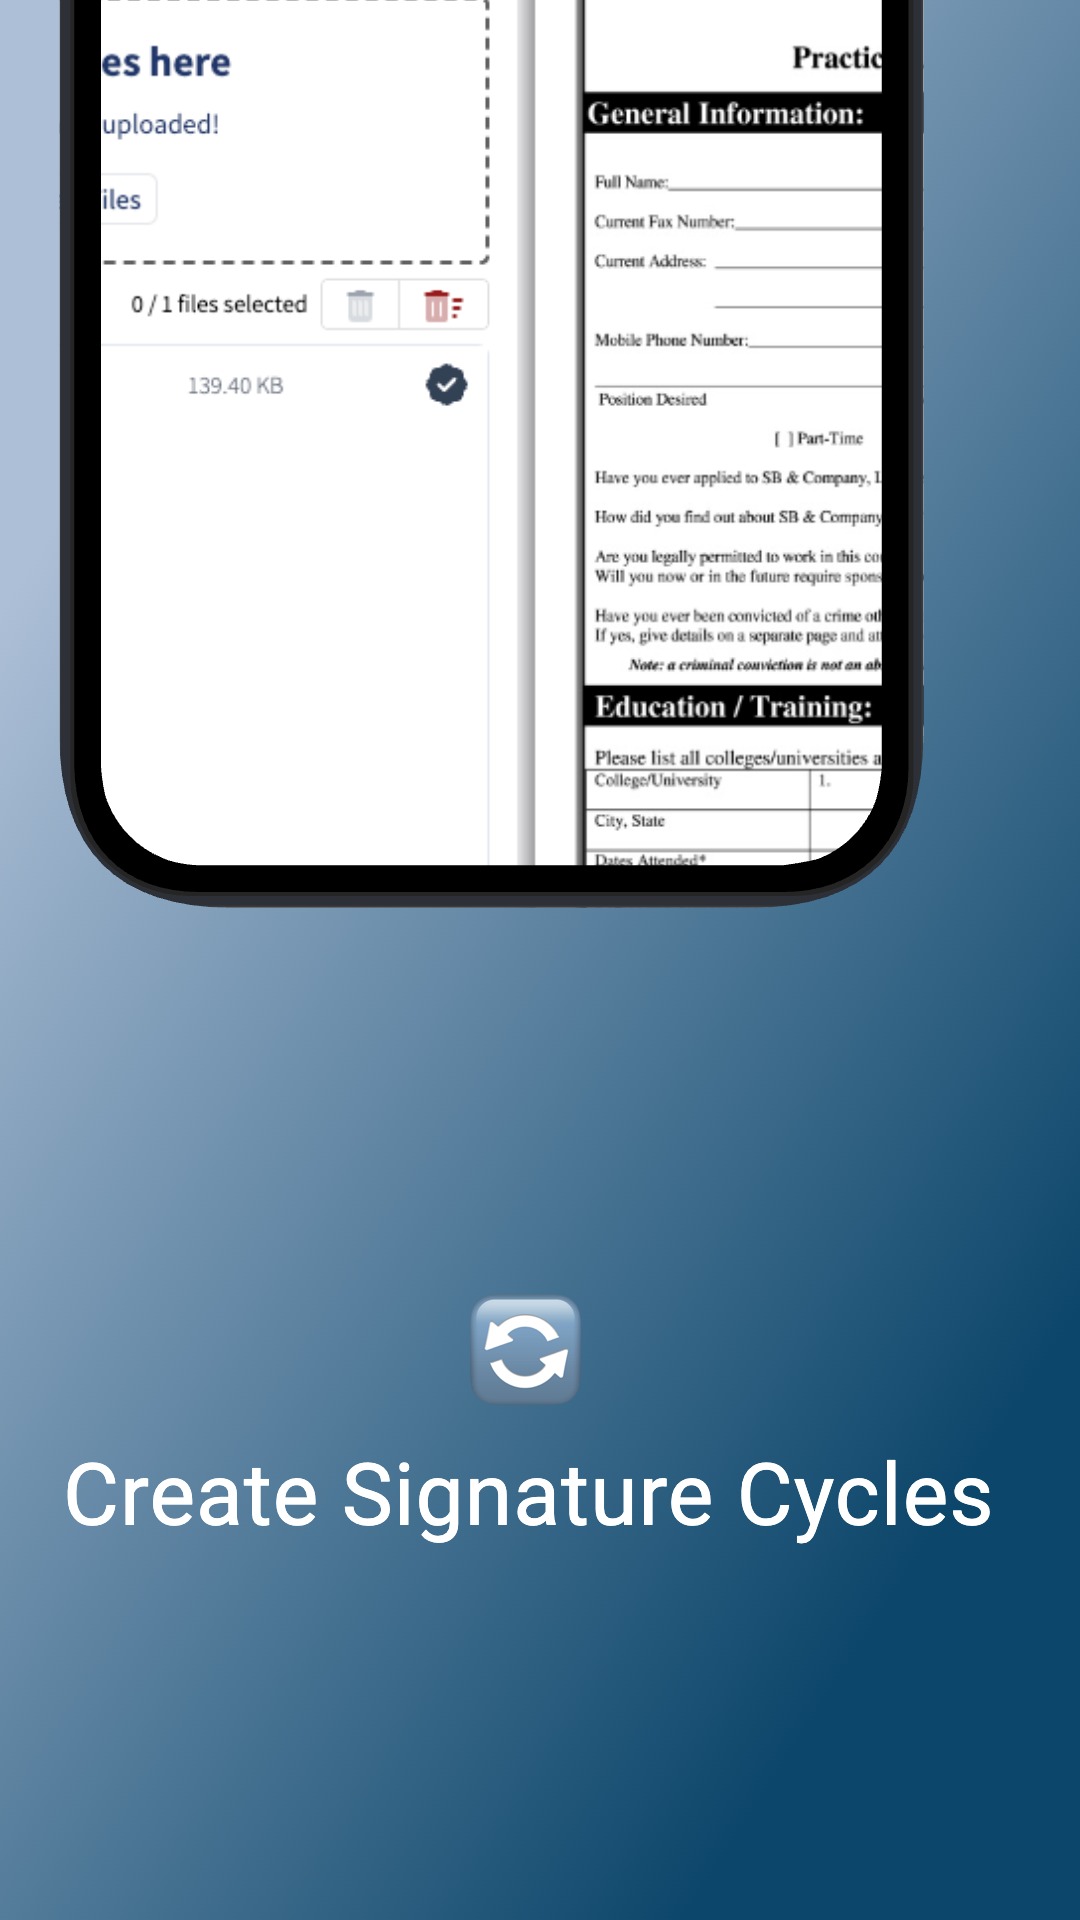 es here
uploaded!
iles
0 / 1 files selected
139.40 KB
Practic
General Information:
Full Name:
Current Fax Number:
Current Address:
Mobile Phone Number:
Position Desired
[ ] Part-Time
Have you ever applied to SB & Company, L
How did you find out about SB & Company
Are you legally permitted to work in this co
Will you now or in the future require spons
Have you ever been convicted of a crime oth
If yes, give details on a separate page and att
Note: a criminal conviction is not an ab
Education / Training:
Please list all colleges/universities a
College/University 1.
City, State
Dates Attended*
Create Signature Cycles